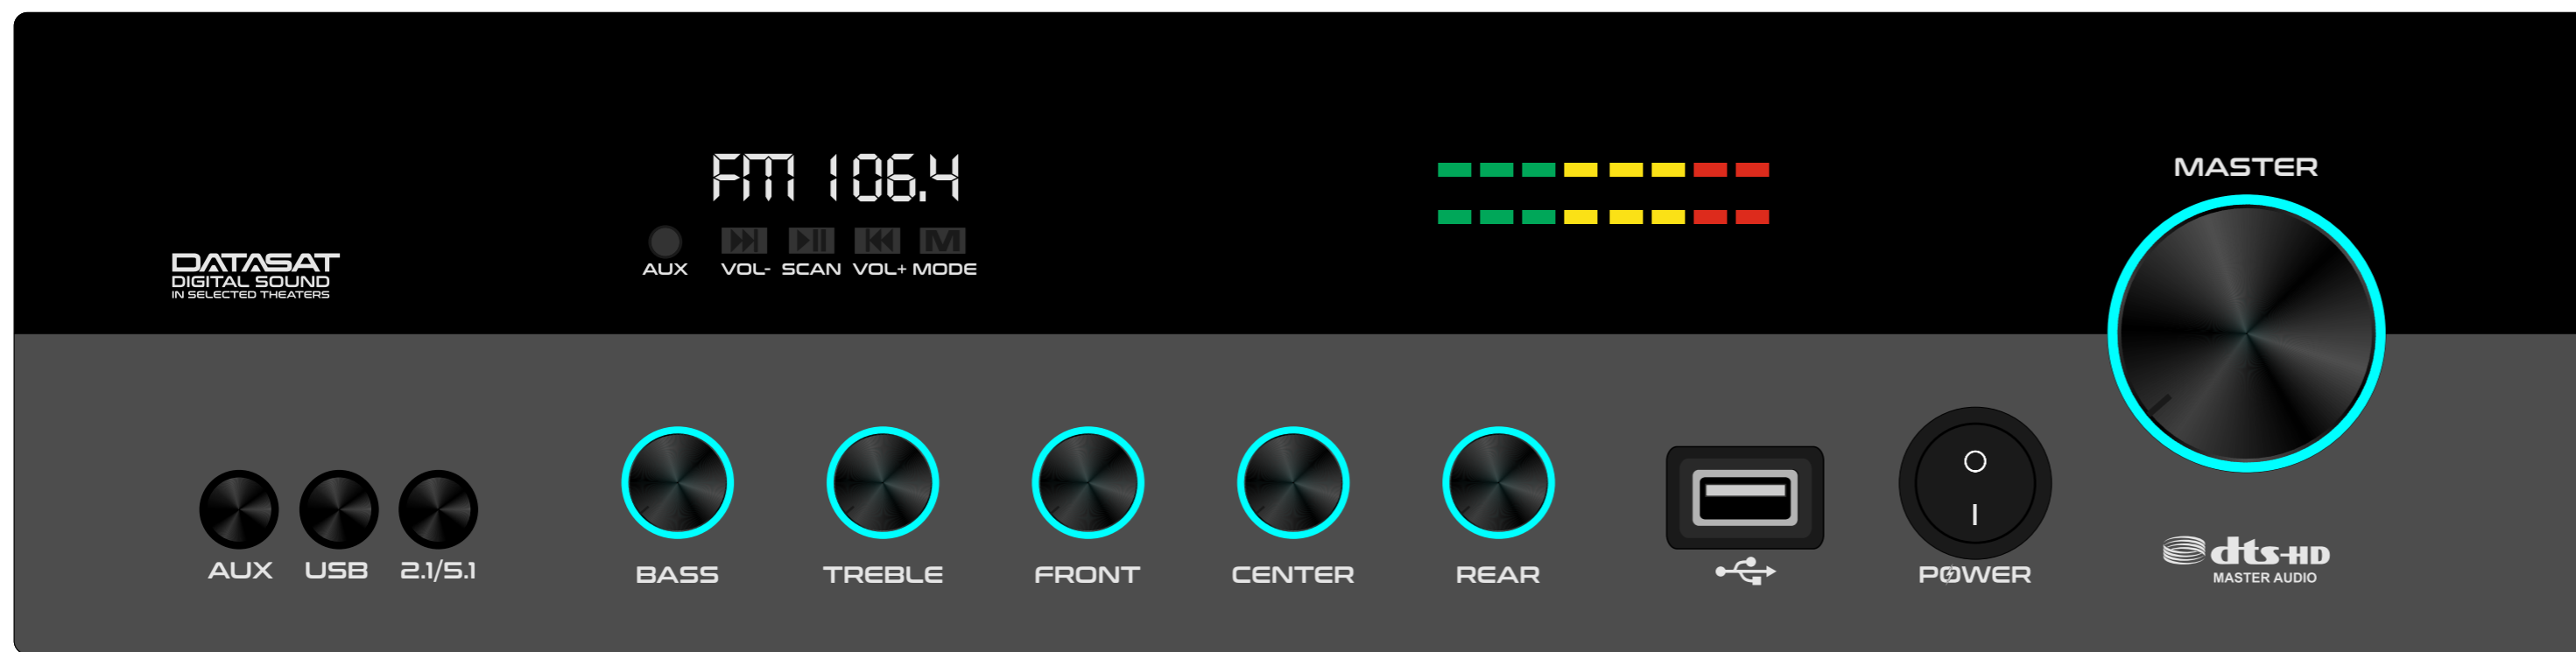 FM 106.4
MASTER
M
AUX VOL- SCAN VOL+ MODE
DATASAT
DIGITAL SOUND
IN SELECTED THEATERS
AUX USB 2.1/5.1
BASS TREBLE FRONT CENTER REAR POWER
dts-HD
MASTER AUDIO